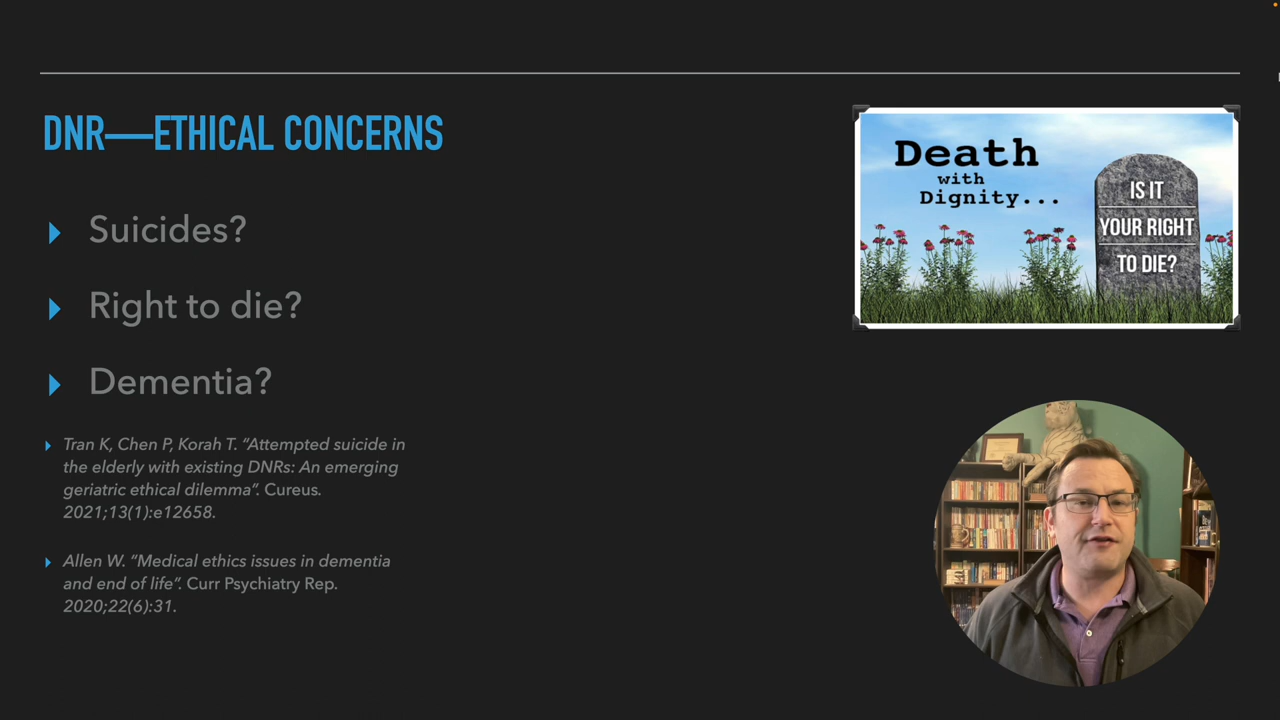 DNR—ETHICAL CONCERNS
Suicides?
Right to die?
Dementia?
Tran K, Chen P, Korah T. “Attempted suicide in
the elderly with existing DNRs: An emerging
geriatric ethical dilemma”. Cureus.
2021;13(1):e12658.
Allen W. “Medical ethics issues in dementia
and end of life”. Curr Psychiatry Rep.
2020;22(6):31.
Death
with
Dignity...
IS IT
YOUR RIGHT
TO DIE?